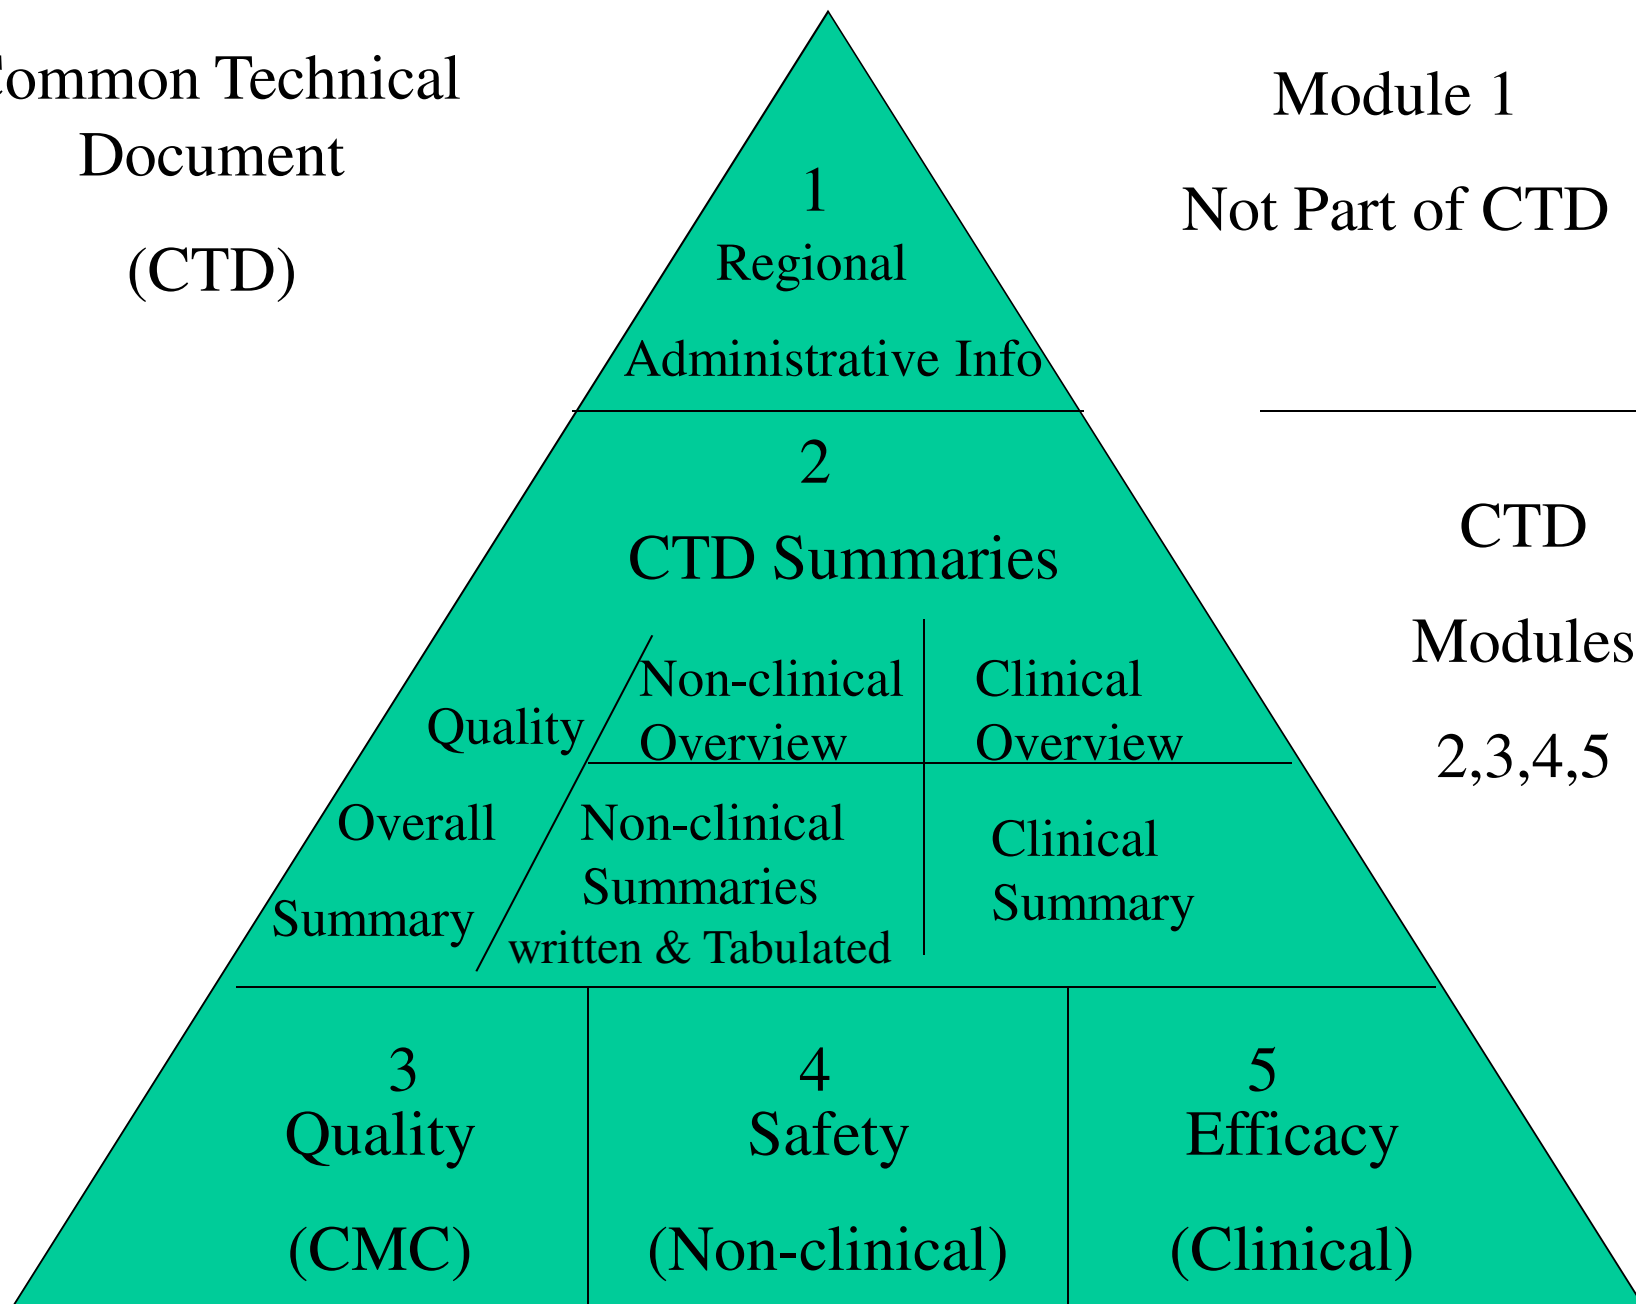 ommon Technical
Document
(CTD)
Module 1
Not Part of CTD
1
Regional
Administrative Info
2
CTD Summaries
CTD
Modules
2,3,4,5
Quality
Overall
Summary
Non-clinical
Overview
Clinical
Overview
Non-clinical
Summaries
written & Tabulated
Clinical
Summary
3
Quality
(CMC)
4
Safety
(Non-clinical)
5
Efficacy
(Clinical)